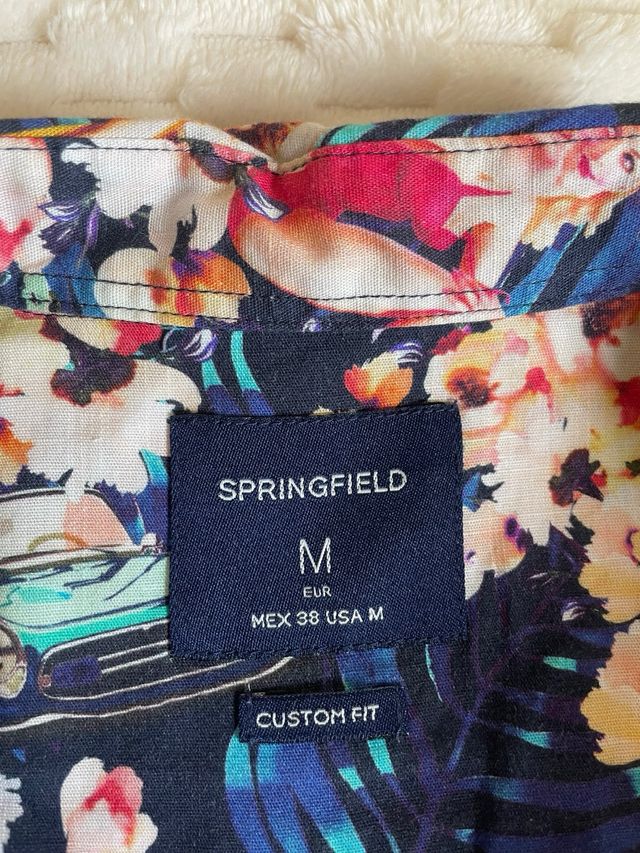 SPRINGFIELD
M
EUR
MEX 38 USA M
CUSTOM FIT